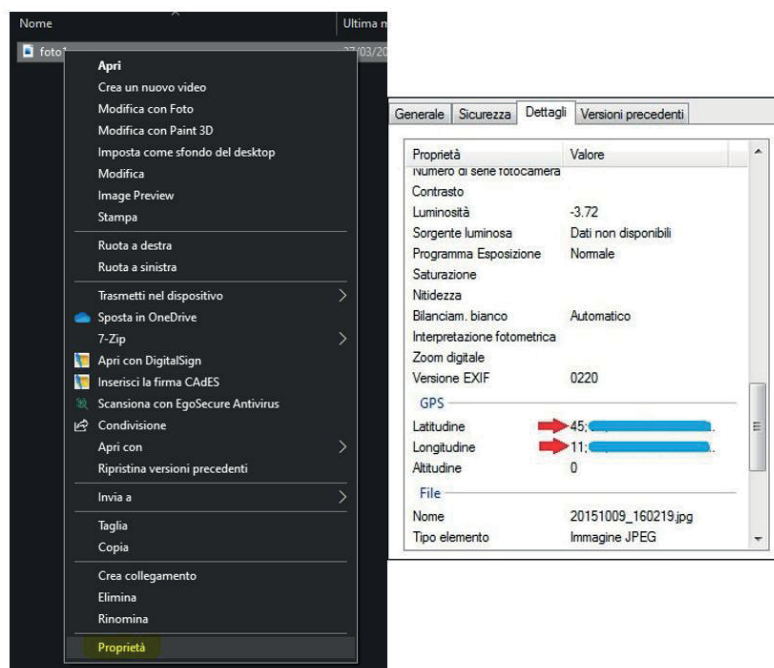 Nome Ultima m
foto1 27/03/20
Apri
Crea un nuovo video
Modifica con Foto
Modifica con Paint 3D
Imposta come sfondo del desktop
Modifica
Image Preview
Stampa
Ruota a destra
Ruota a sinistra
Trasmetti nel dispositivo
Sposta in OneDrive
7-Zip
Apri con DigitalSign
Inserisci la firma CAdES
Scansiona con EgoSecure Antivirus
Condivisione
Apri con
Ripristina versioni precedenti
Invia a
Taglia
Copia
Crea collegamento
Elimina
Rinomina
Proprietà
Generale Sicurezza Dettagli Versioni precedenti
Proprietà Valore
Numero di serie fotocamera
Contrasto
Luminosità -3.72
Sorgente luminosa Dati non disponibili
Programma Esposizione Normale
Saturazione
Nitidezza
Bilanciam. bianco Automatico
Interpretazione fotometrica
Zoom digitale
Versione EXIF 0220
GPS
Latitudine 45;
Longitudine 11;
Altitudine 0
File
Nome 20151009_160219.jpg
Tipo elemento Immagine JPEG